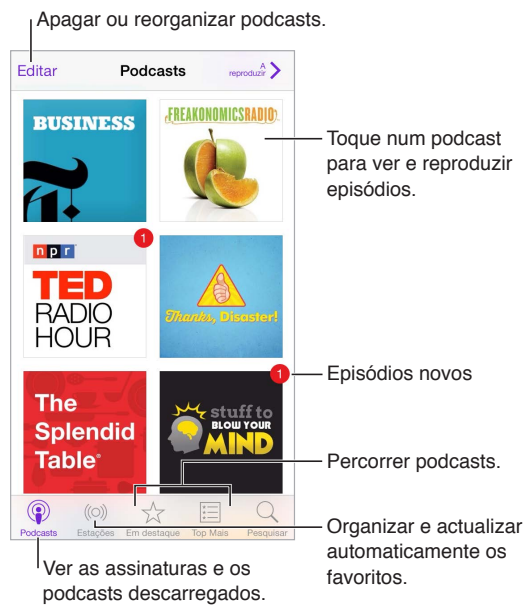 Apagar ou reorganizar podcasts.
Editar
Podcasts
A
reproduzir
BUSINESS
FREAKONOMICSRADIO
Toque num podcast
para ver e reproduzir
episódios.
npr
1
TED
RADIO
HOUR
Thanks, Disaster!
Episódios novos
1
The
Splendid
Table®
stuff to
BLOW YOUR
MIND
Percorrer podcasts.
Podcasts
Estações
Em destaque
Top Mais
Pesquisar
Organizar e actualizar
automaticamente os
favoritos.
Ver as assinaturas e os
podcasts descarregados.